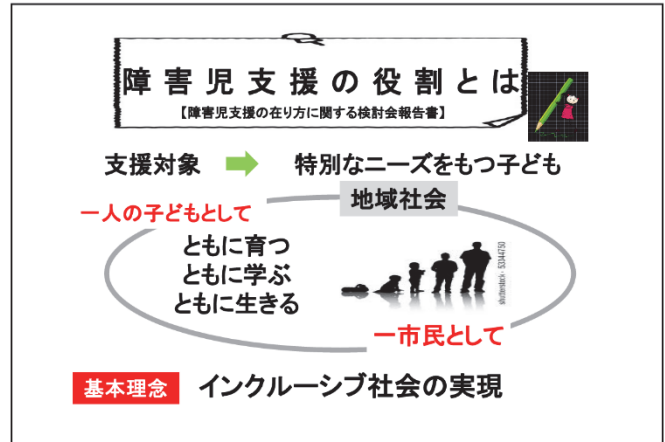 障害児支援の役割とは
【障害児支援の在り方に関する検討会報告書】
支援対象 特別なニーズをもつ子ども
地域社会
一人の子どもとして
ともに育つ
ともに学ぶ
ともに生きる
一市民として
基本理念 インクルーシブ社会の実現